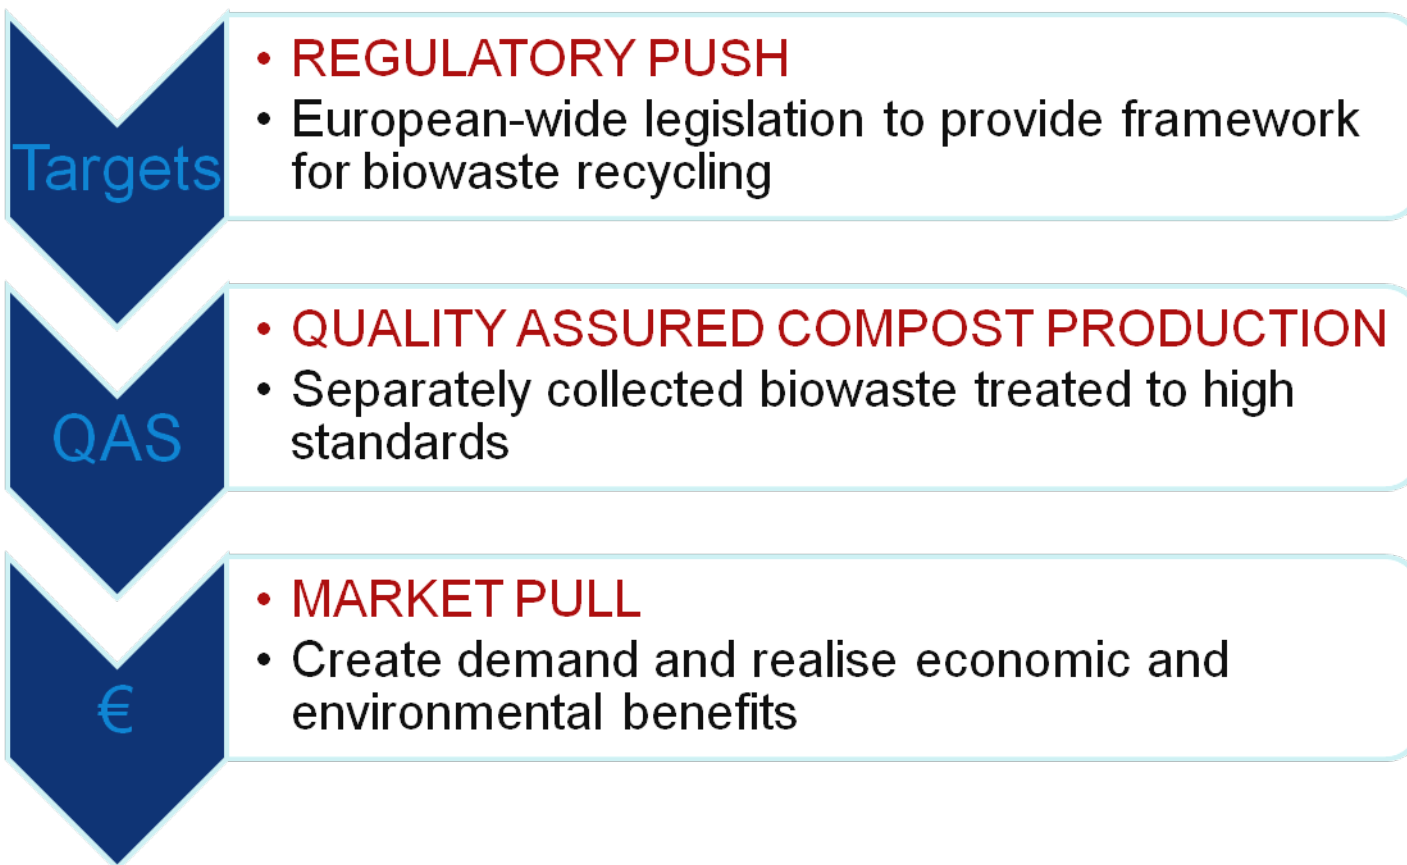 Targets
• REGULATORY PUSH
• European-wide legislation to provide framework
for biowaste recycling
QAS
• QUALITY ASSURED COMPOST PRODUCTION
• Separately collected biowaste treated to high
standards
€
• MARKET PULL
• Create demand and realise economic and
environmental benefits